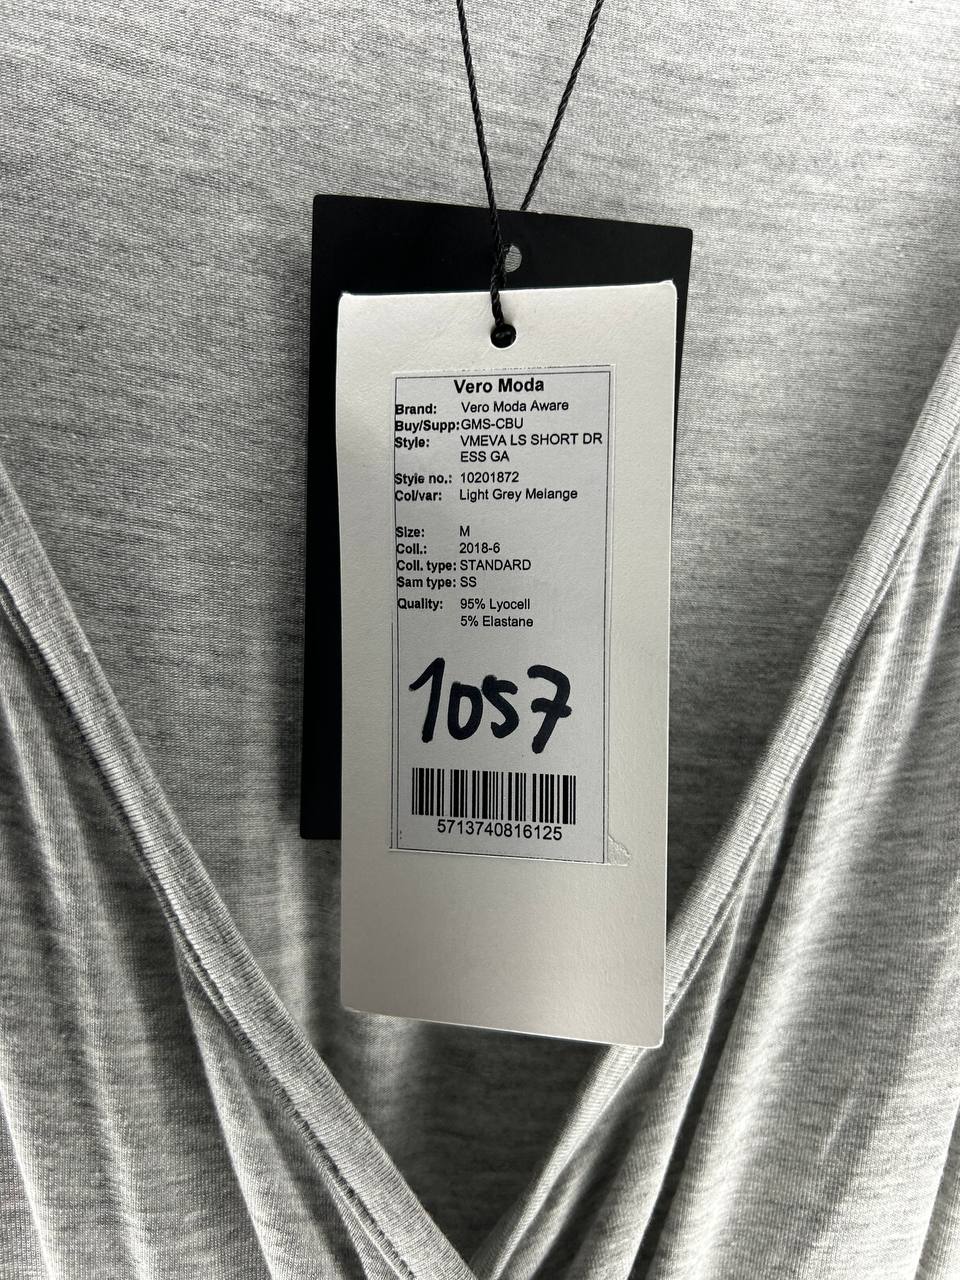 Vero Moda
Brand: Vero Moda Aware
Buy/Supp: GMS-CBU
Style: VMEVA LS SHORT DR
ESS GA
Style no.: 10201872
Col/var: Light Grey Melange
Size: M
Coll.: 2018-6
Coll. type: STANDARD
Sam type: SS
Quality: 95% Lyocell
5% Elastane
1057
5713740816125